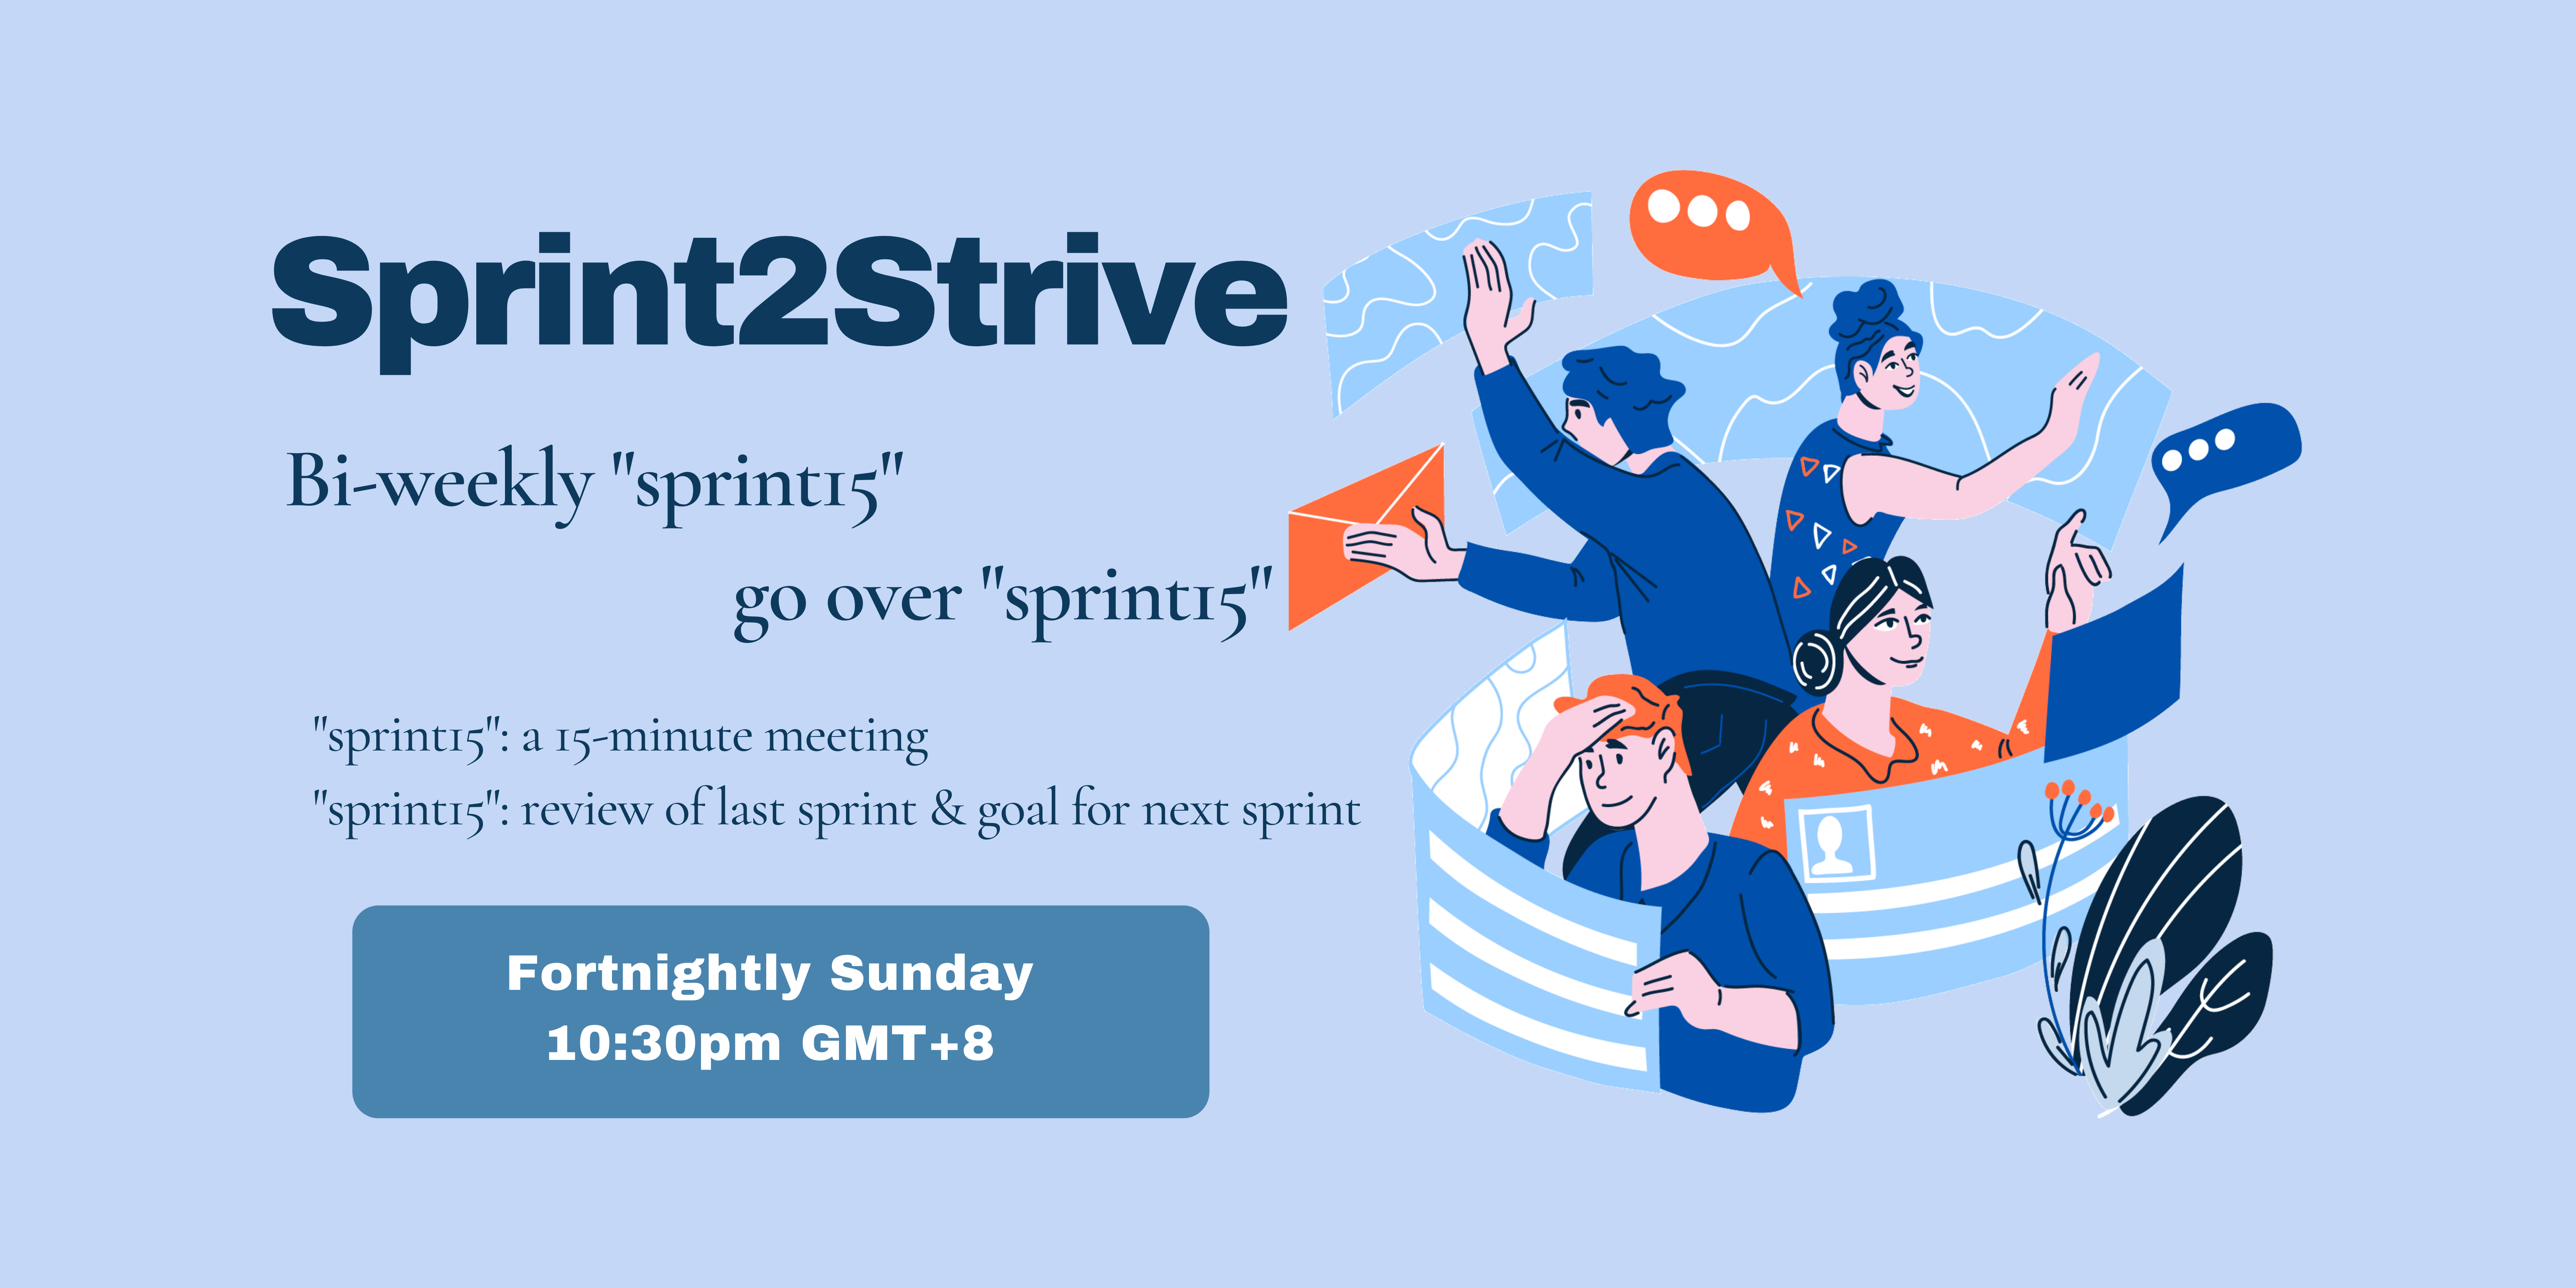 Sprint2Strive
Bi-weekly "sprint15"
go over "sprint15"
"sprint15": a 15-minute meeting
"sprint15": review of last sprint & goal for next sprint
Fortnightly Sunday
10:30pm GMT+8